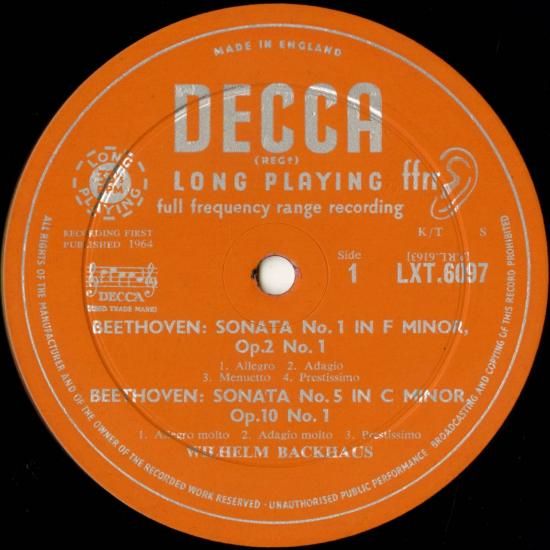 MADE IN ENGLAND
DECCA
(REGD)
LONG PLAYING
ffrr
full frequency range recording
LONG PLAYING
33 1/3 RPM
RECORDING FIRST
PUBLISHED 1964
K/T S
Side
1
LXT.6097
DECCA
BEETHOVEN: SONATA No. 1 IN F MINOR,
Op.2 No. 1
1. Allegro 2. Adagio
3. Menuetto 4. Prestissimo
BEETHOVEN: SONATA No. 5 IN C MINOR,
Op.10 No. 1
1. Allegro molto 2. Adagio molto 3. Prestissimo
WILHELM BACKHAUS
ALL RIGHTS OF THE MANUFACTURER AND OF THE OWNER OF THE RECORDED WORK RESERVED - UNAUTHORISED PUBLIC PERFORMANCE BROADCASTING AND COPYING OF THIS RECORD PROHIBITED